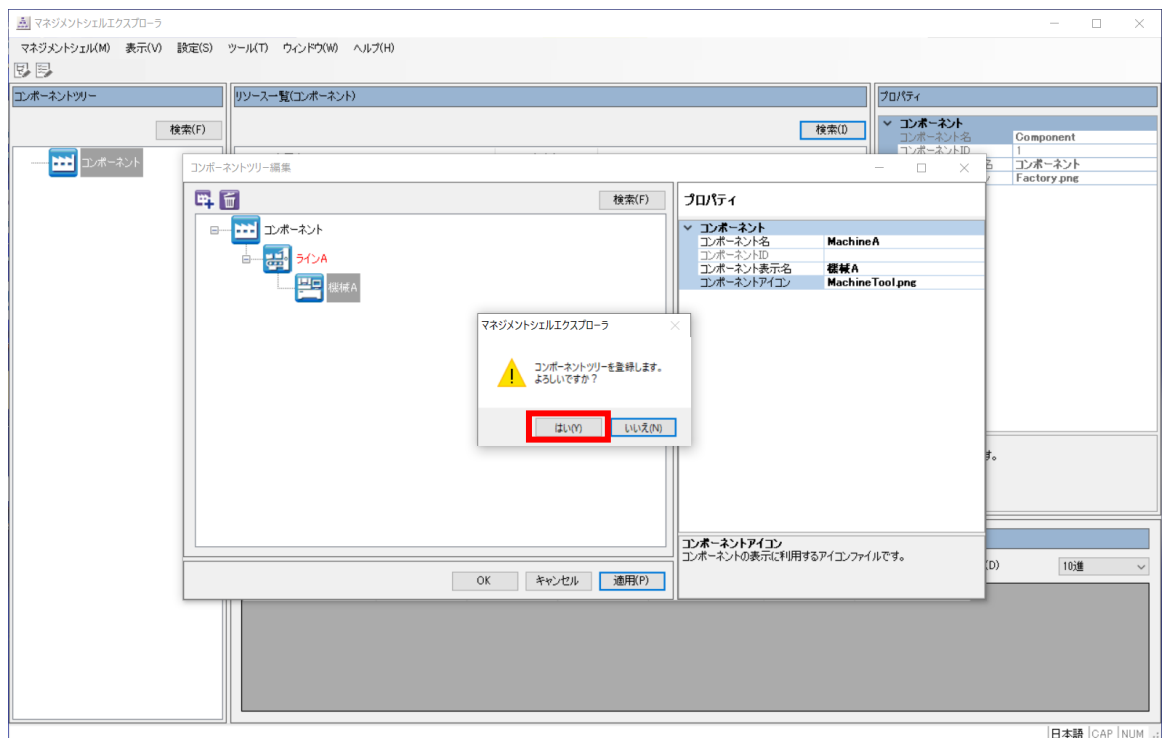 マネジメントシェルエクスプローラ
マネジメントシェル(M) 表示(V) 設定(S) ツール(T) ウィンドウ(W) ヘルプ(H)
コンポーネントツリー
検索(F)
コンポーネント
リソース一覧(コンポーネント)
検索(I)
プロパティ
コンポーネント
コンポーネント名 Component
コンポーネントID 1
コンポーネント
Factory.png
コンポーネントツリー編集
検索(F)
コンポーネント
ラインA
機械A
プロパティ
コンポーネント
コンポーネント名 MachineA
コンポーネントID
コンポーネント表示名 機械A
コンポーネントアイコン MachineTool.png
マネジメントシェルエクスプローラ
コンポーネントツリーを登録します。
よろしいですか?
はい(Y) いいえ(N)
コンポーネントアイコン
コンポーネントの表示に利用するアイコンファイルです。
OK キャンセル 適用(P)
す。
(D) 10進
日本語 CAP NUM